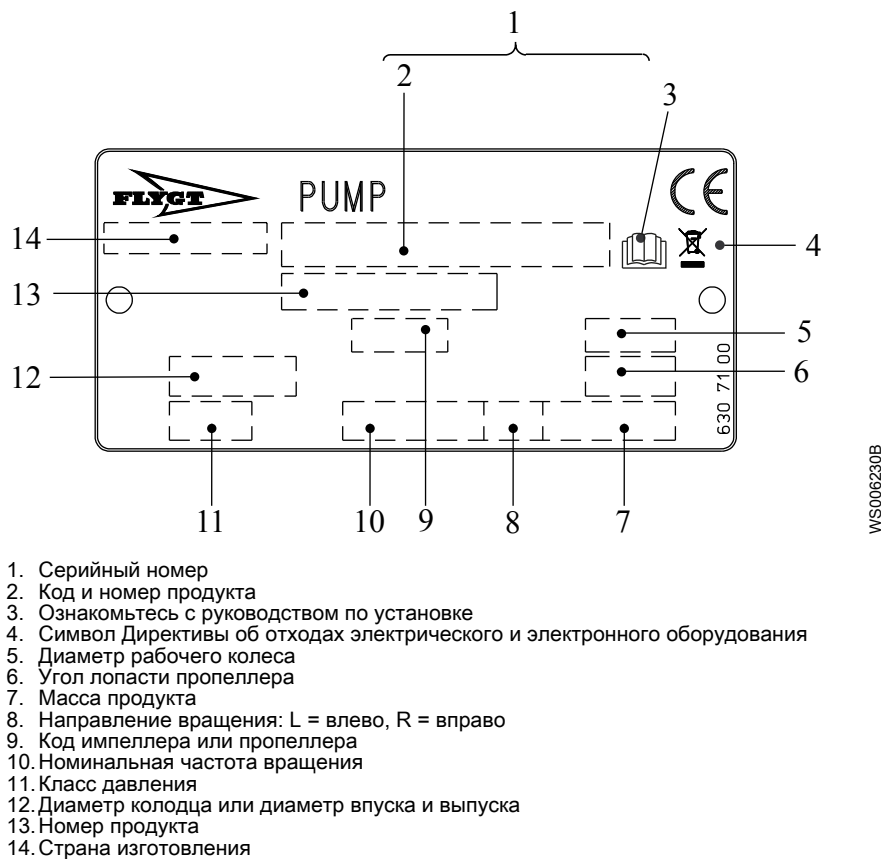 1
2
3
FLYGT
PUMP
CE
14
4
13
5
12
6
630 71 00
11
10
9
8
7
WS006230B
1. Серийный номер
2. Код и номер продукта
3. Ознакомьтесь с руководством по установке
4. Символ Директивы об отходах электрического и электронного оборудования
5. Диаметр рабочего колеса
6. Угол лопасти пропеллера
7. Масса продукта
8. Направление вращения: L = влево, R = вправо
9. Код импеллера или пропеллера
10. Номинальная частота вращения
11. Класс давления
12. Диаметр колодца или диаметр впуска и выпуска
13. Номер продукта
14. Страна изготовления